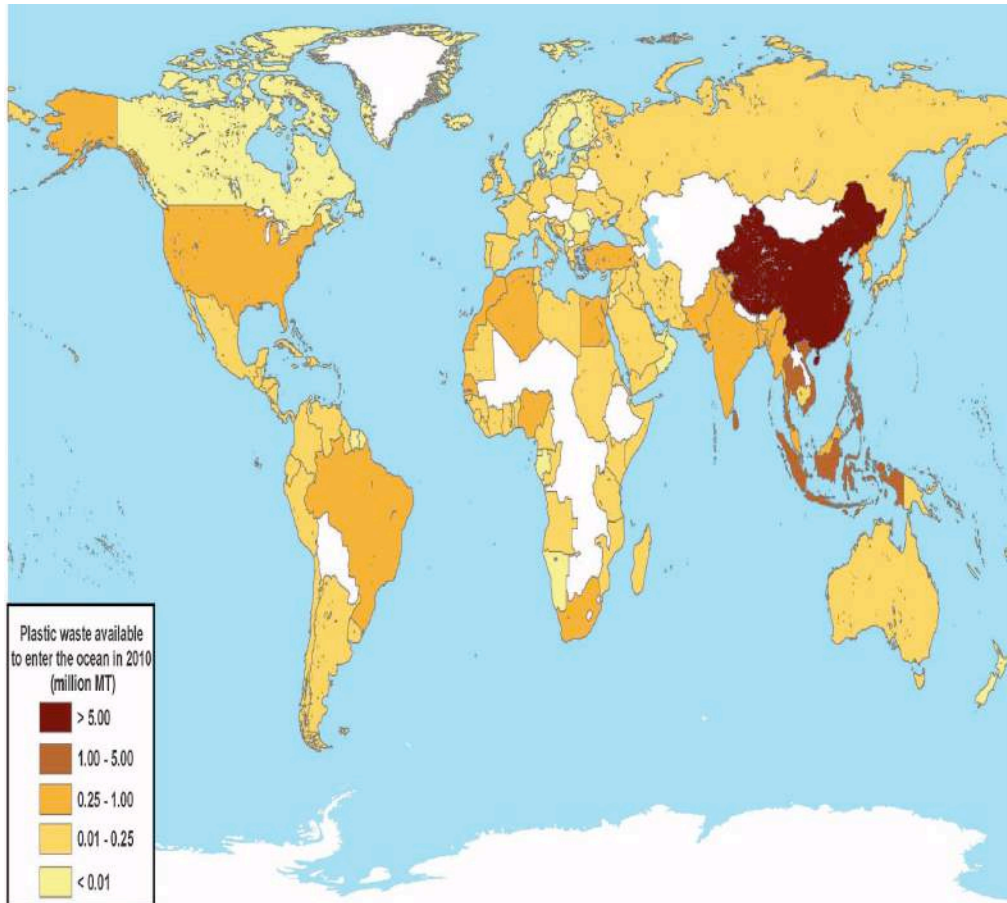 Plastic waste available
to enter the ocean in 2010
(million MT)
> 5.00
1.00 - 5.00
0.25 - 1.00
0.01 - 0.25
< 0.01